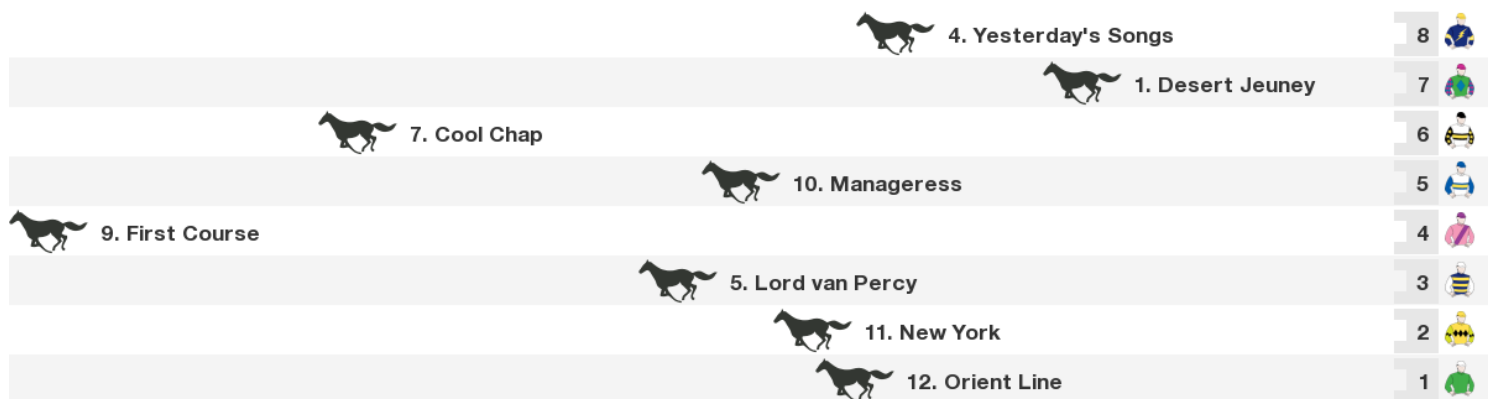 4. Yesterday's Songs 8
1. Desert Jeuney 7
7. Cool Chap 6
10. Manageress 5
9. First Course 4
5. Lord van Percy 3
11. New York 2
12. Orient Line 1